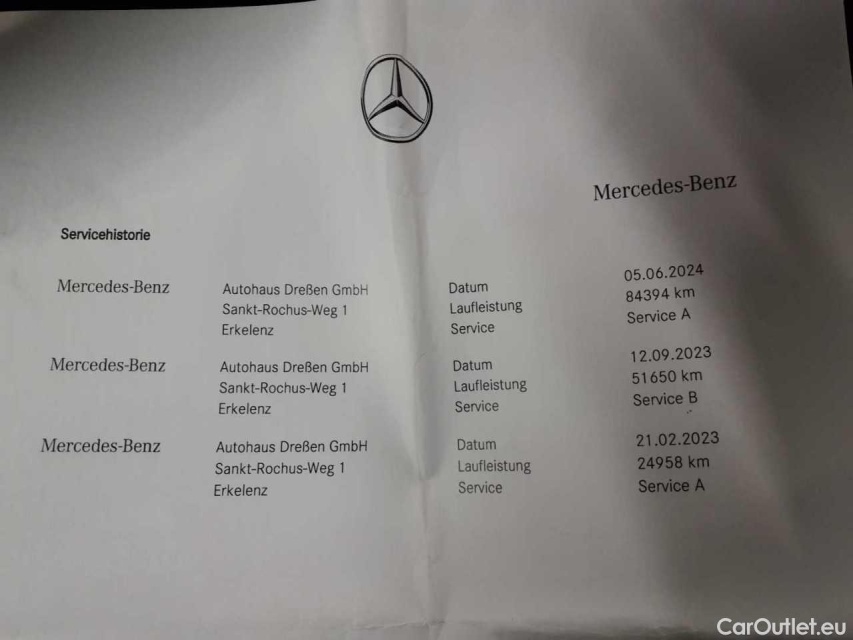 Mercedes-Benz
Servicehistorie
Mercedes-Benz Autohaus Dreßen GmbH Datum 05.06.2024
Sankt-Rochus-Weg 1 Laufleistung 84394 km
Erkelenz Service Service A
Mercedes-Benz Autohaus Dreßen GmbH Datum 12.09.2023
Sankt-Rochus-Weg 1 Laufleistung 51650 km
Erkelenz Service Service B
Mercedes-Benz Autohaus Dreßen GmbH Datum 21.02.2023
Sankt-Rochus-Weg 1 Laufleistung 24958 km
Erkelenz Service Service A
CarOutlet.eu